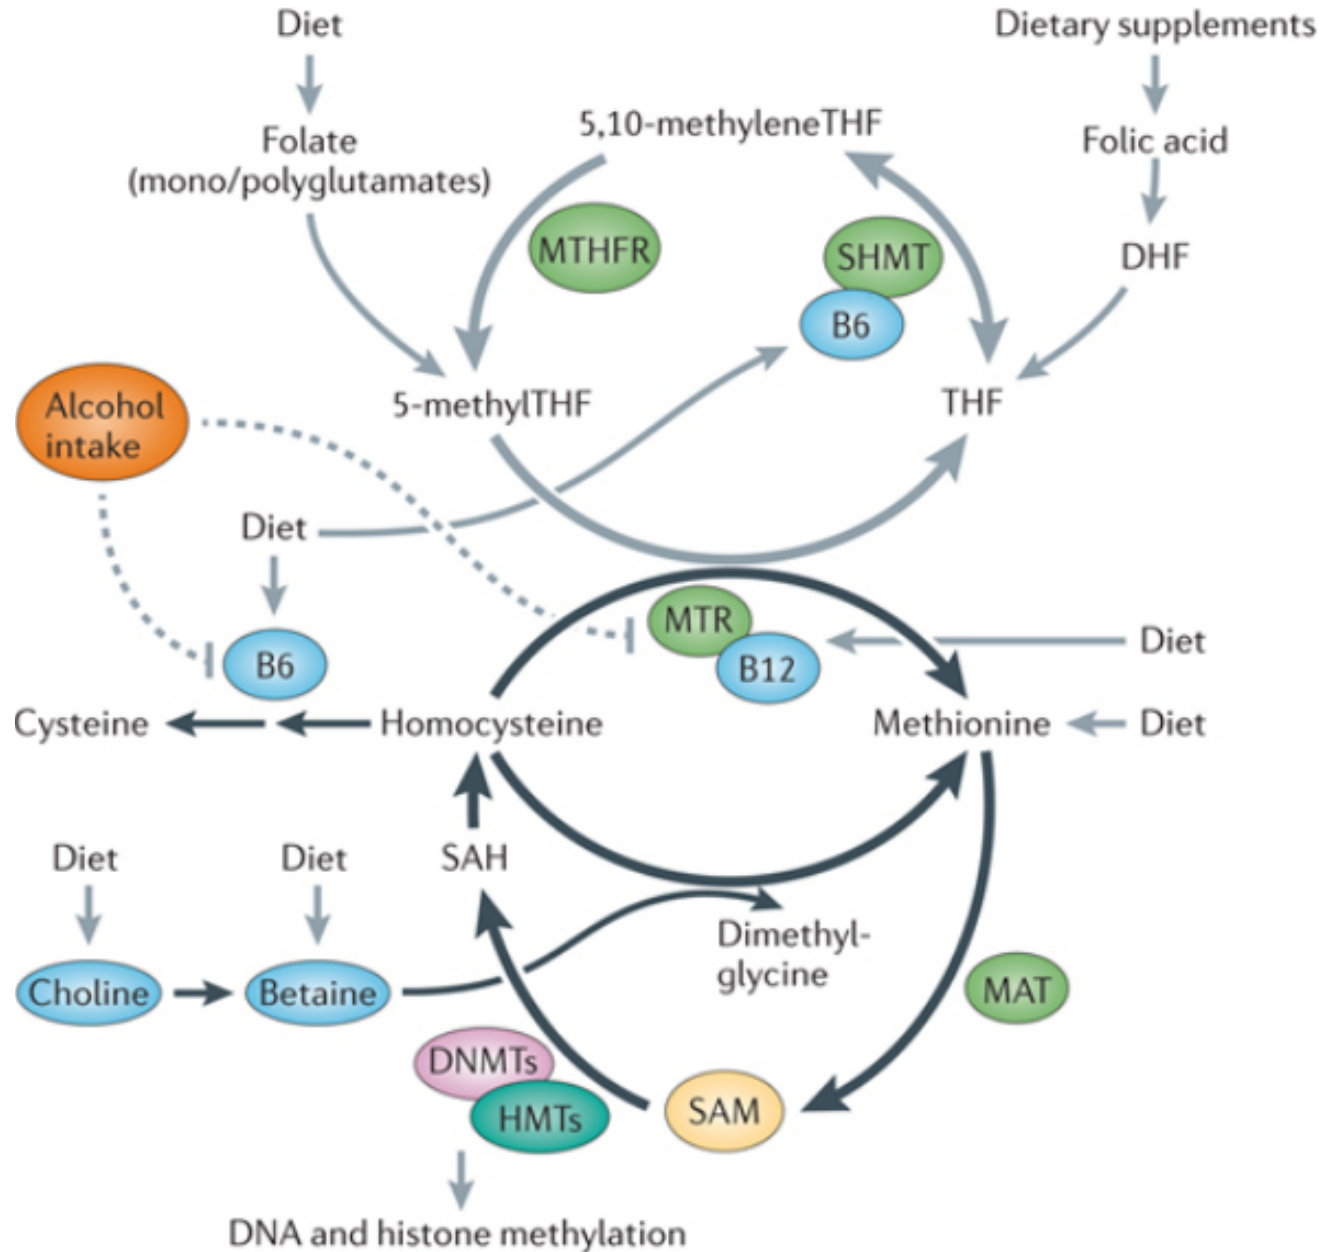 Diet
Dietary supplements
5,10-methyleneTHF
Folate
(mono/polyglutamates)
Folic acid
MTHFR
SHMT
DHF
B6
Alcohol
intake
5-methylTHF
THF
Diet
MTR
B12
Diet
B6
Cysteine
Homocysteine
Methionine
Diet
Diet
Diet
SAH
Dimethyl-
glycine
Choline
Betaine
MAT
DNMTs
HMTs
SAM
DNA and histone methylation